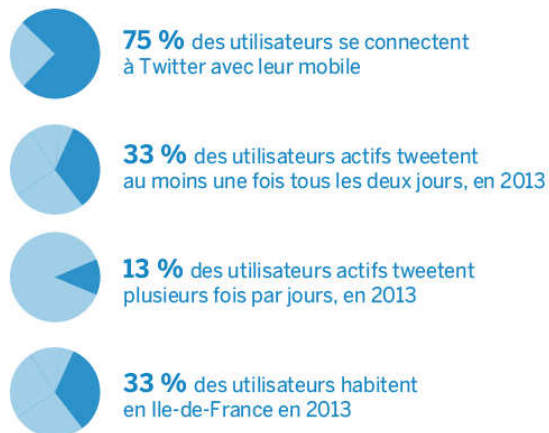 75 % des utilisateurs se connectent
à Twitter avec leur mobile
33 % des utilisateurs actifs tweetent
au moins une fois tous les deux jours, en 2013
13 % des utilisateurs actifs tweetent
plusieurs fois par jours, en 2013
33 % des utilisateurs habitent
en Ile-de-France en 2013